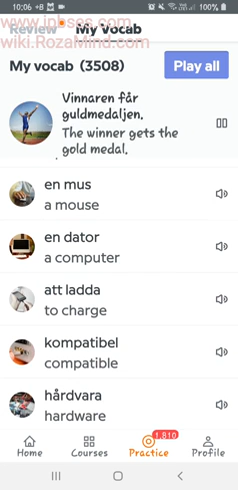 10:06 +B
100%
www.ip4ses.com
Review My Vocab
wiki.RozaMind.com
My vocab (3508)
Play all
Vinnaren får
guldmedaljen.
The winner gets the
gold medal.
en mus
a mouse
en dator
a computer
att ladda
to charge
kompatibel
compatible
hårdvara
hardware
1,810
Home Courses Practice Profile